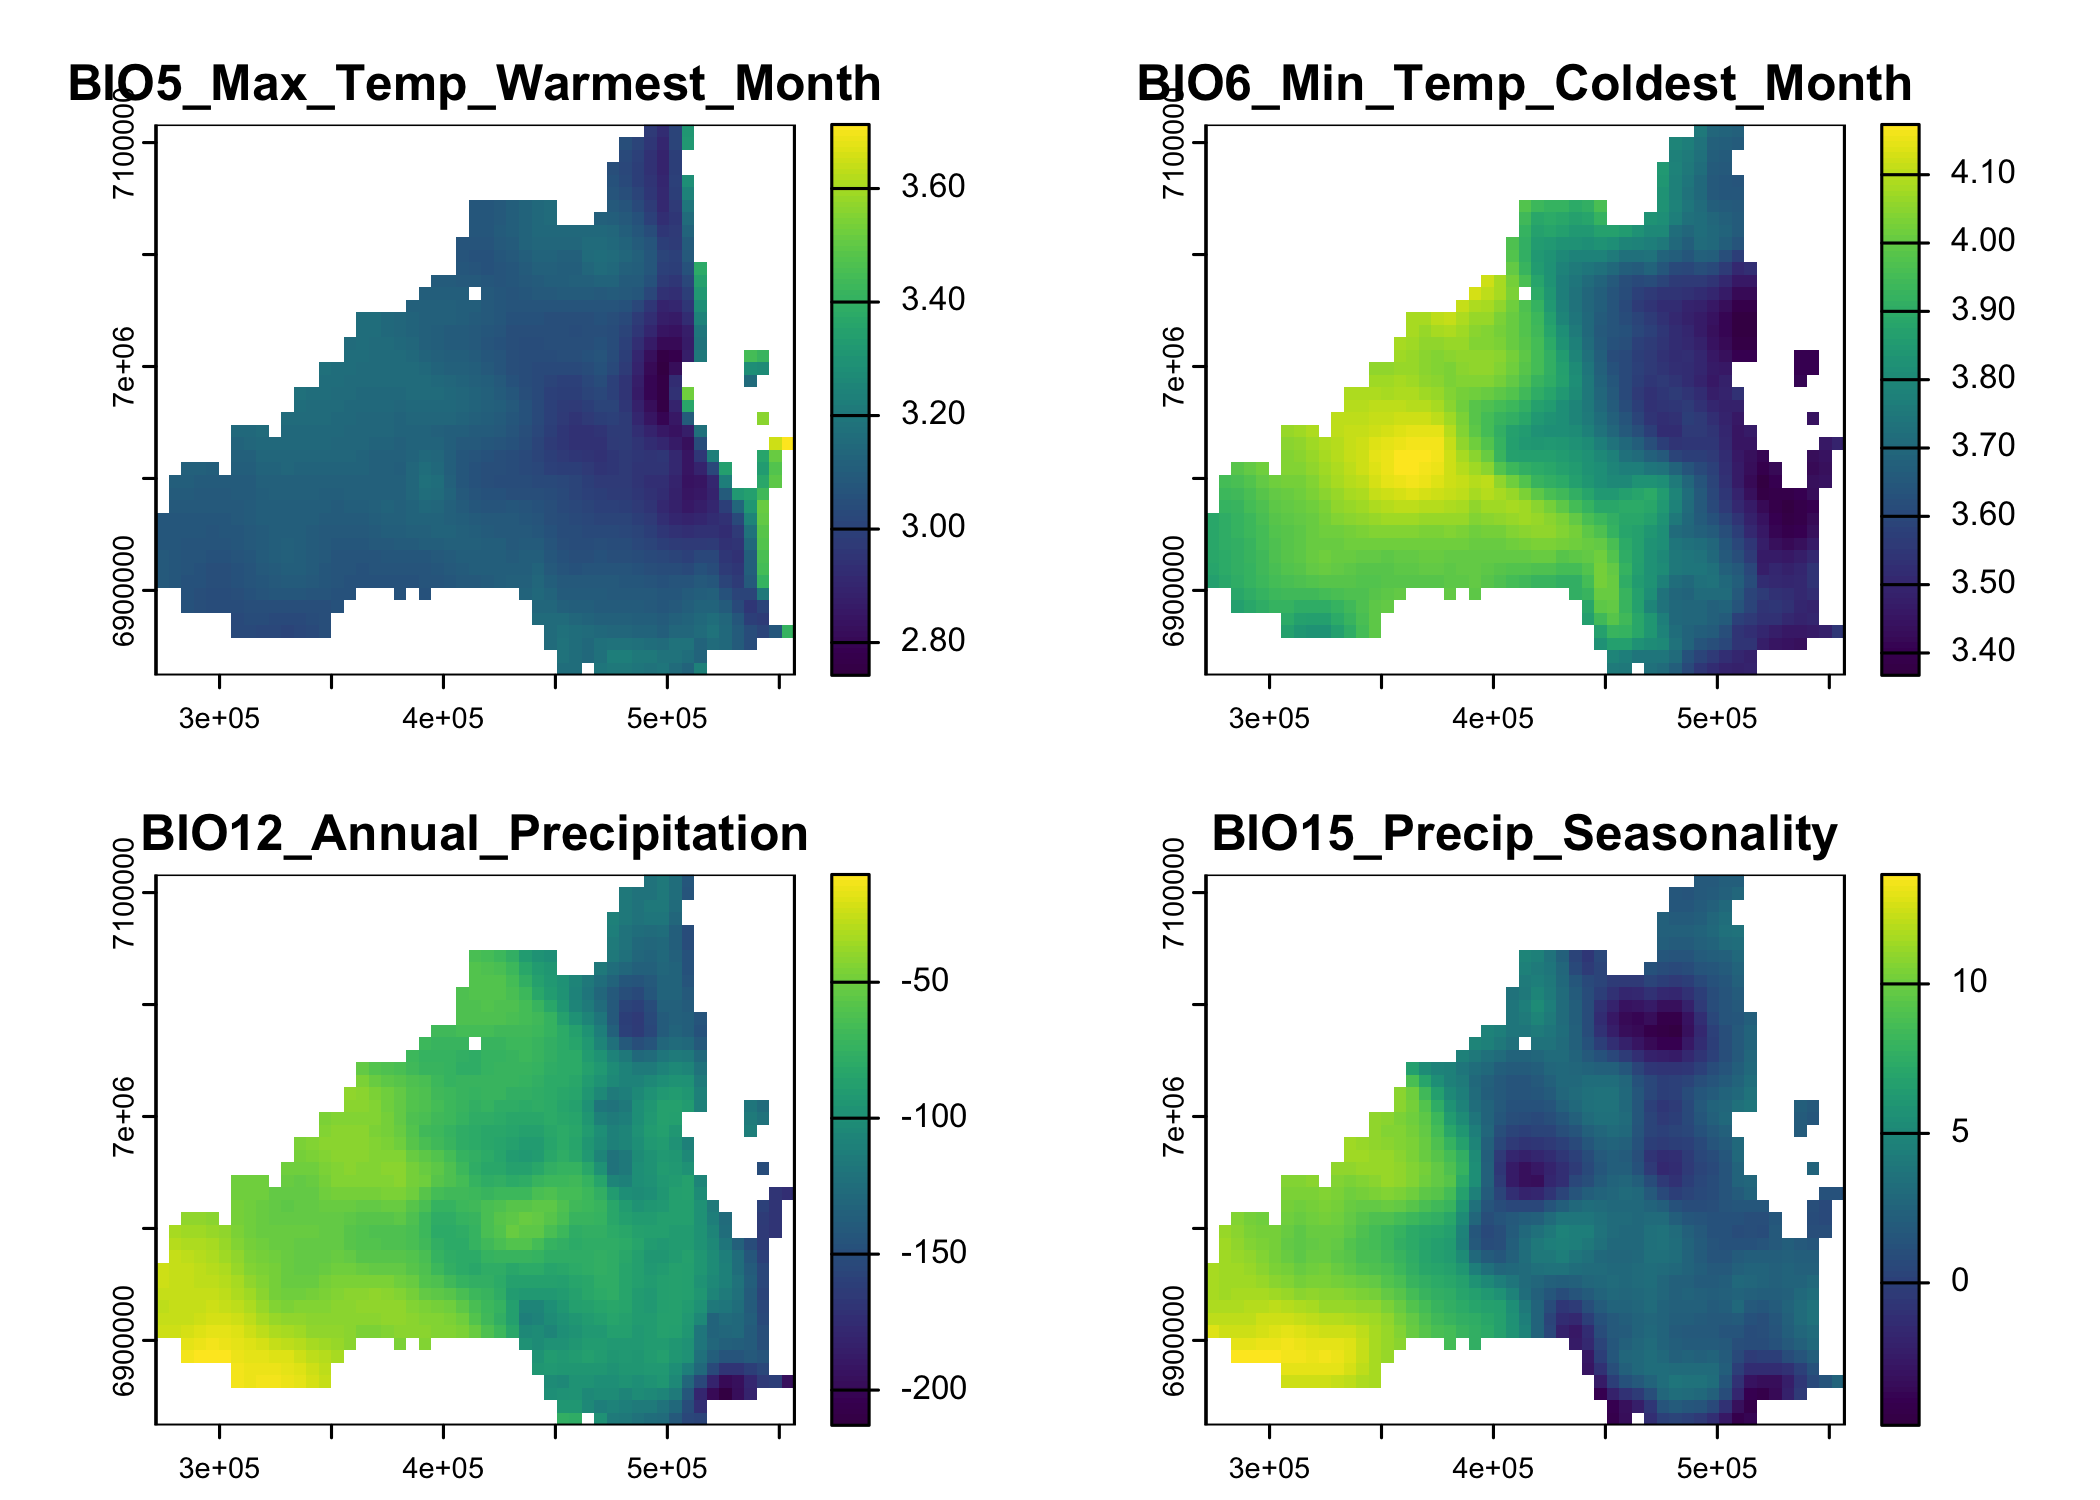 BIO5_Max_Temp_Warmest_Month
7100000
7e+06
6900000
3e+05 4e+05 5e+05
3.60
3.40
3.20
3.00
2.80
BIO6_Min_Temp_Coldest_Month
7100000
7e+06
6900000
3e+05 4e+05 5e+05
4.10
4.00
3.90
3.80
3.70
3.60
3.50
3.40
BIO12_Annual_Precipitation
7100000
7e+06
6900000
3e+05 4e+05 5e+05
-50
-100
-150
-200
BIO15_Precip_Seasonality
7100000
7e+06
6900000
3e+05 4e+05 5e+05
10
5
0